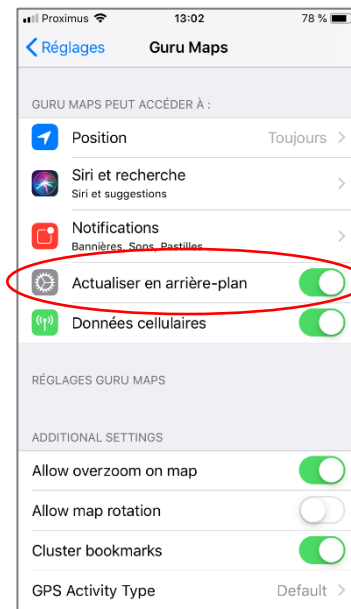 Proximus 13:02 78 %
Réglages Guru Maps
GURU MAPS PEUT ACCÉDER À :
Position Toujours
Siri et recherche
Siri et suggestions
Notifications
Bannières, Sons, Pastilles
Actualiser en arrière-plan
Données cellulaires
RÉGLAGES GURU MAPS
ADDITIONAL SETTINGS
Allow overzoom on map
Allow map rotation
Cluster bookmarks
GPS Activity Type Default